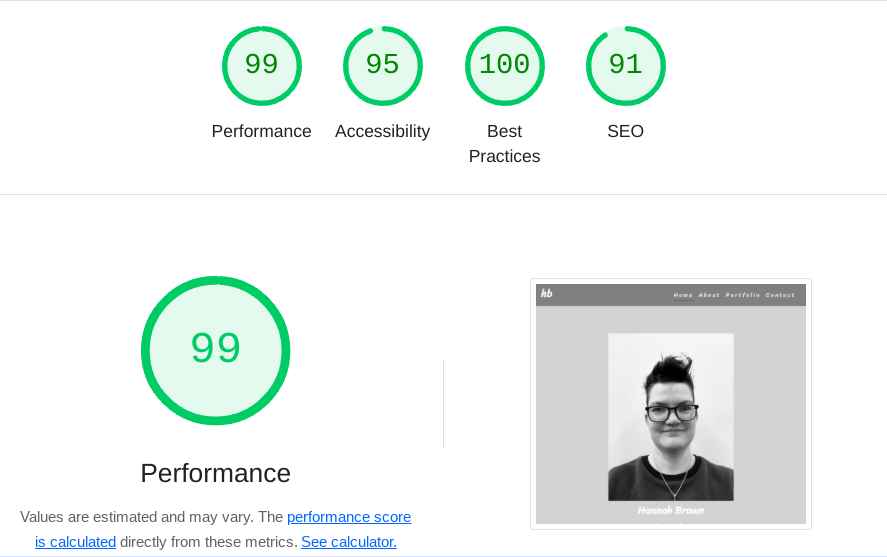 99
95
100
91
Performance
Accessibility
Best
Practices
SEO
99
Performance
Values are estimated and may vary. The performance score
is calculated directly from these metrics. See calculator.
hb
Home About Portfolio Contact
Hannah Brown